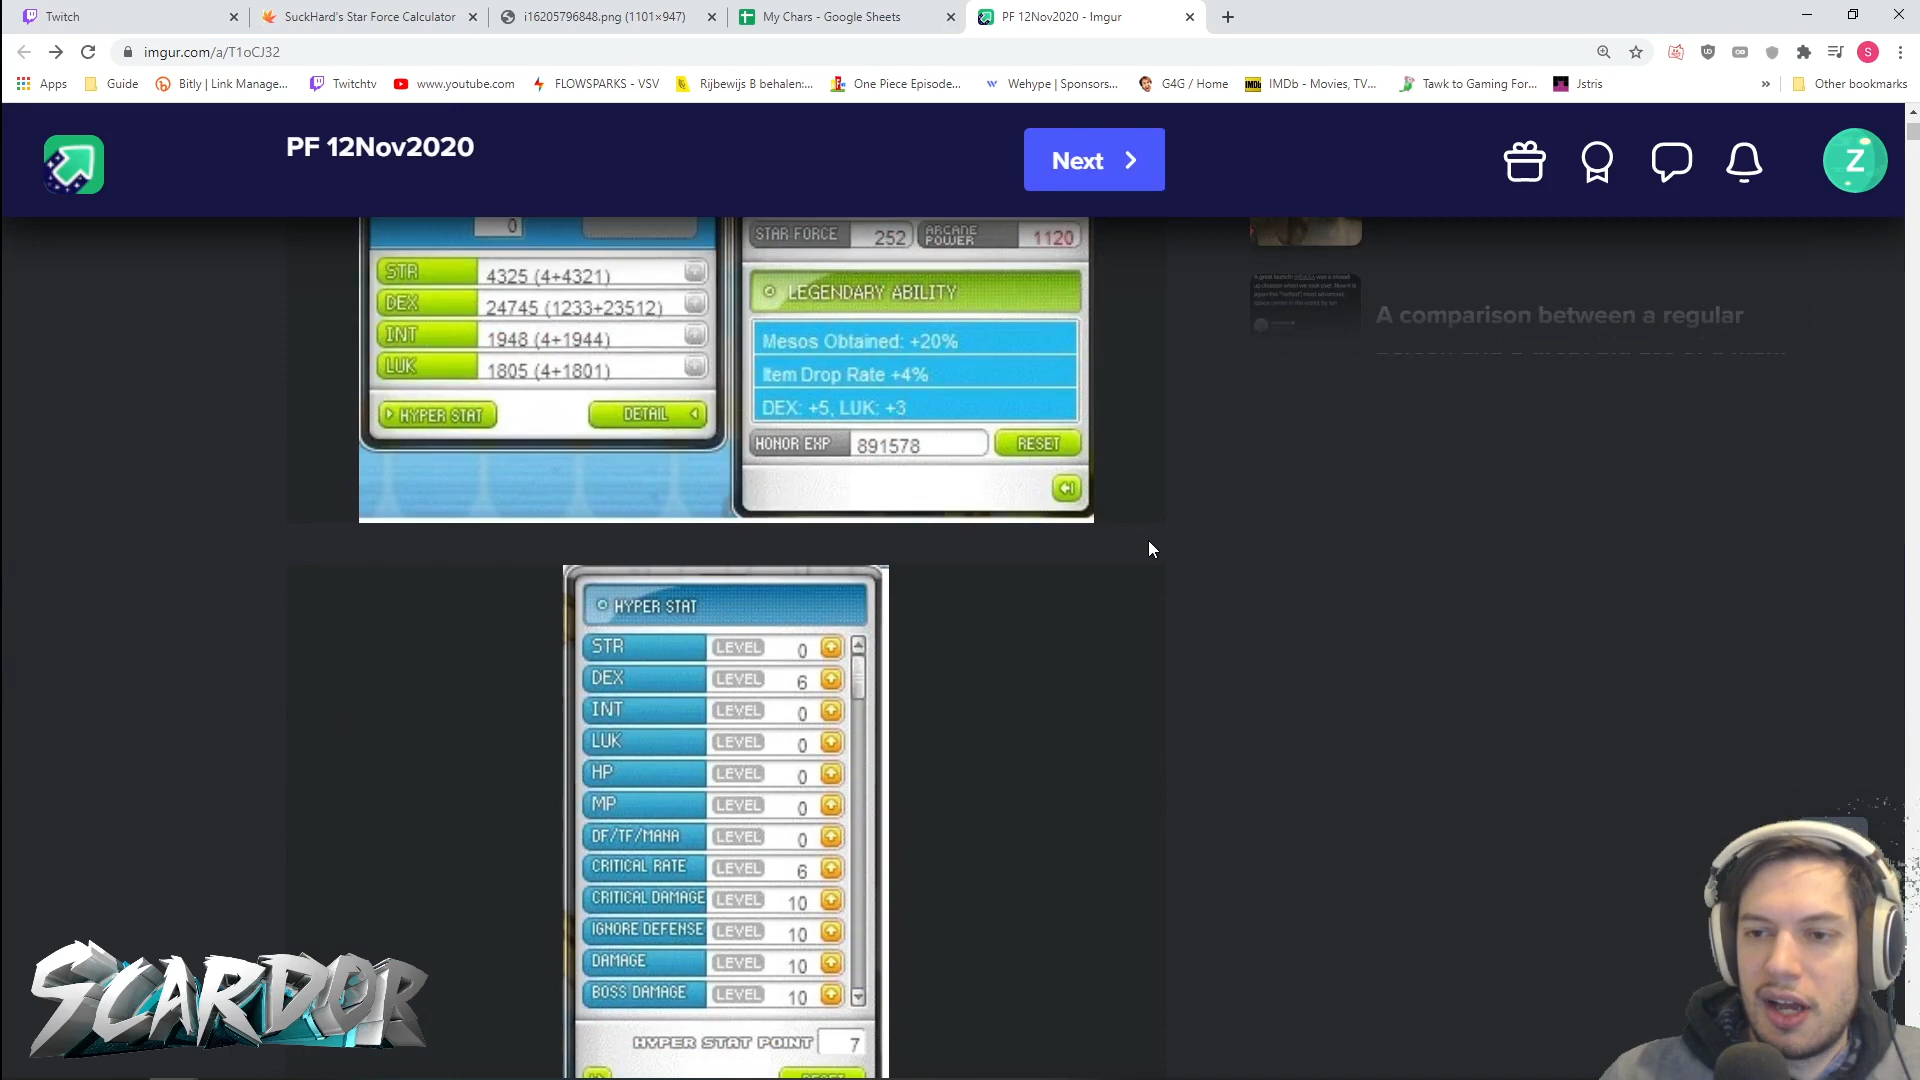 Twitch
SuckHard's Star Force Calculator
i16205796848.png (1101×947)
My Chars - Google Sheets
PF 12Nov2020 - Imgur
imgur.com/a/T1oCJ32
S
Apps
Guide
Bitly | Link Manage...
Twitchtv
www.youtube.com
FLOWSPARKS - VSV
Rijbewijs B behalen:...
One Piece Episode...
Wehype | Sponsors...
G4G / Home
IMDb - Movies, TV...
Tawk to Gaming For...
Jstris
»
Other bookmarks
PF 12Nov2020
Next
Z
0
STR 4325 (4+4321)
DEX 24745 (1233+23512)
INT 1948 (4+1944)
LUK 1805 (4+1801)
HYPER STAT
DETAIL
STAR FORCE 252 ARCANE POWER 1120
LEGENDARY ABILITY
Mesos Obtained: +20%
Item Drop Rate +4%
DEX: +5, LUK: +3
HONOR EXP 891578 RESET
A comparison between a regular
HYPER STAT
STR LEVEL 0
DEX LEVEL 6
INT LEVEL 0
LUK LEVEL 0
HP LEVEL 0
MP LEVEL 0
DF/TF/MANA LEVEL 0
CRITICAL RATE LEVEL 6
CRITICAL DAMAGE LEVEL 10
IGNORE DEFENSE LEVEL 10
DAMAGE LEVEL 10
BOSS DAMAGE LEVEL 10
HYPER STAT POINT 7
SCARDOR